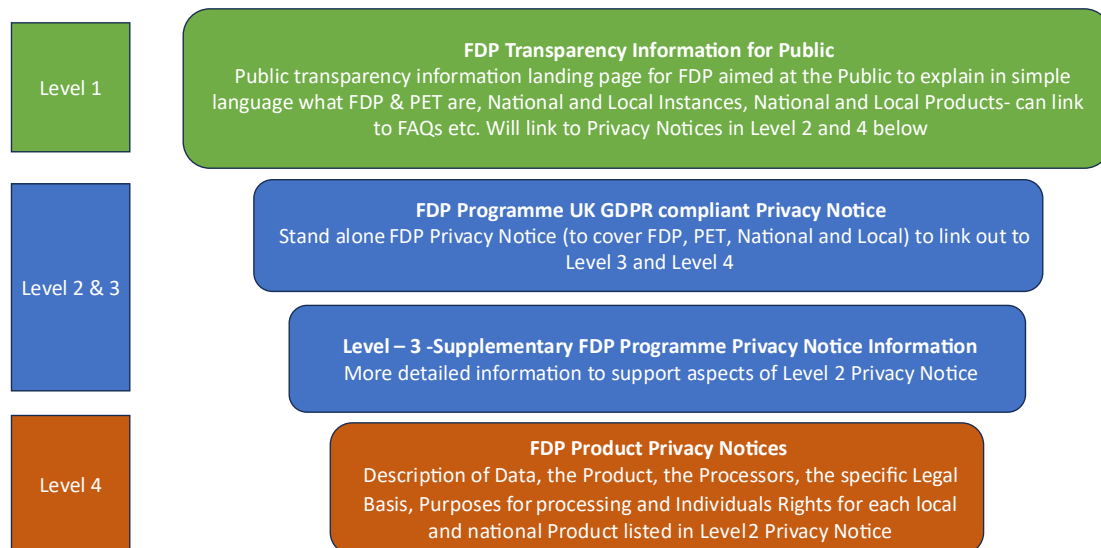 Level 1
FDP Transparency Information for Public
Public transparency information landing page for FDP aimed at the Public to explain in simple
language what FDP & PET are, National and Local Instances, National and Local Products- can link
to FAQs etc. Will link to Privacy Notices in Level 2 and 4 below
Level 2 & 3
FDP Programme UK GDPR compliant Privacy Notice
Stand alone FDP Privacy Notice (to cover FDP, PET, National and Local) to link out to
Level 3 and Level 4
Level – 3 -Supplementary FDP Programme Privacy Notice Information
More detailed information to support aspects of Level 2 Privacy Notice
Level 4
FDP Product Privacy Notices
Description of Data, the Product, the Processors, the specific Legal
Basis, Purposes for processing and Individuals Rights for each local
and national Product listed in Level 2 Privacy Notice